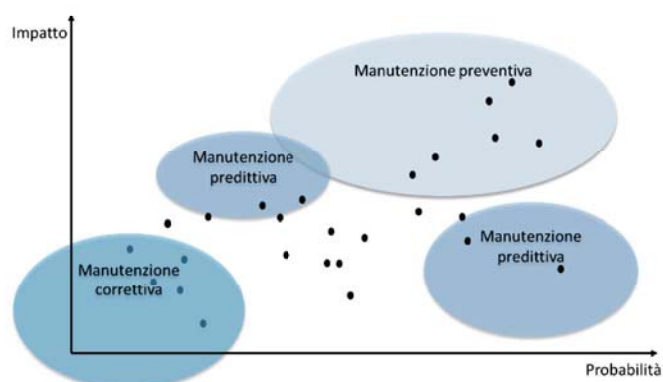 Impatto
Manutenzione preventiva
Manutenzione
predittiva
Manutenzione
predittiva
Manutenzione
correttiva
Probabilità